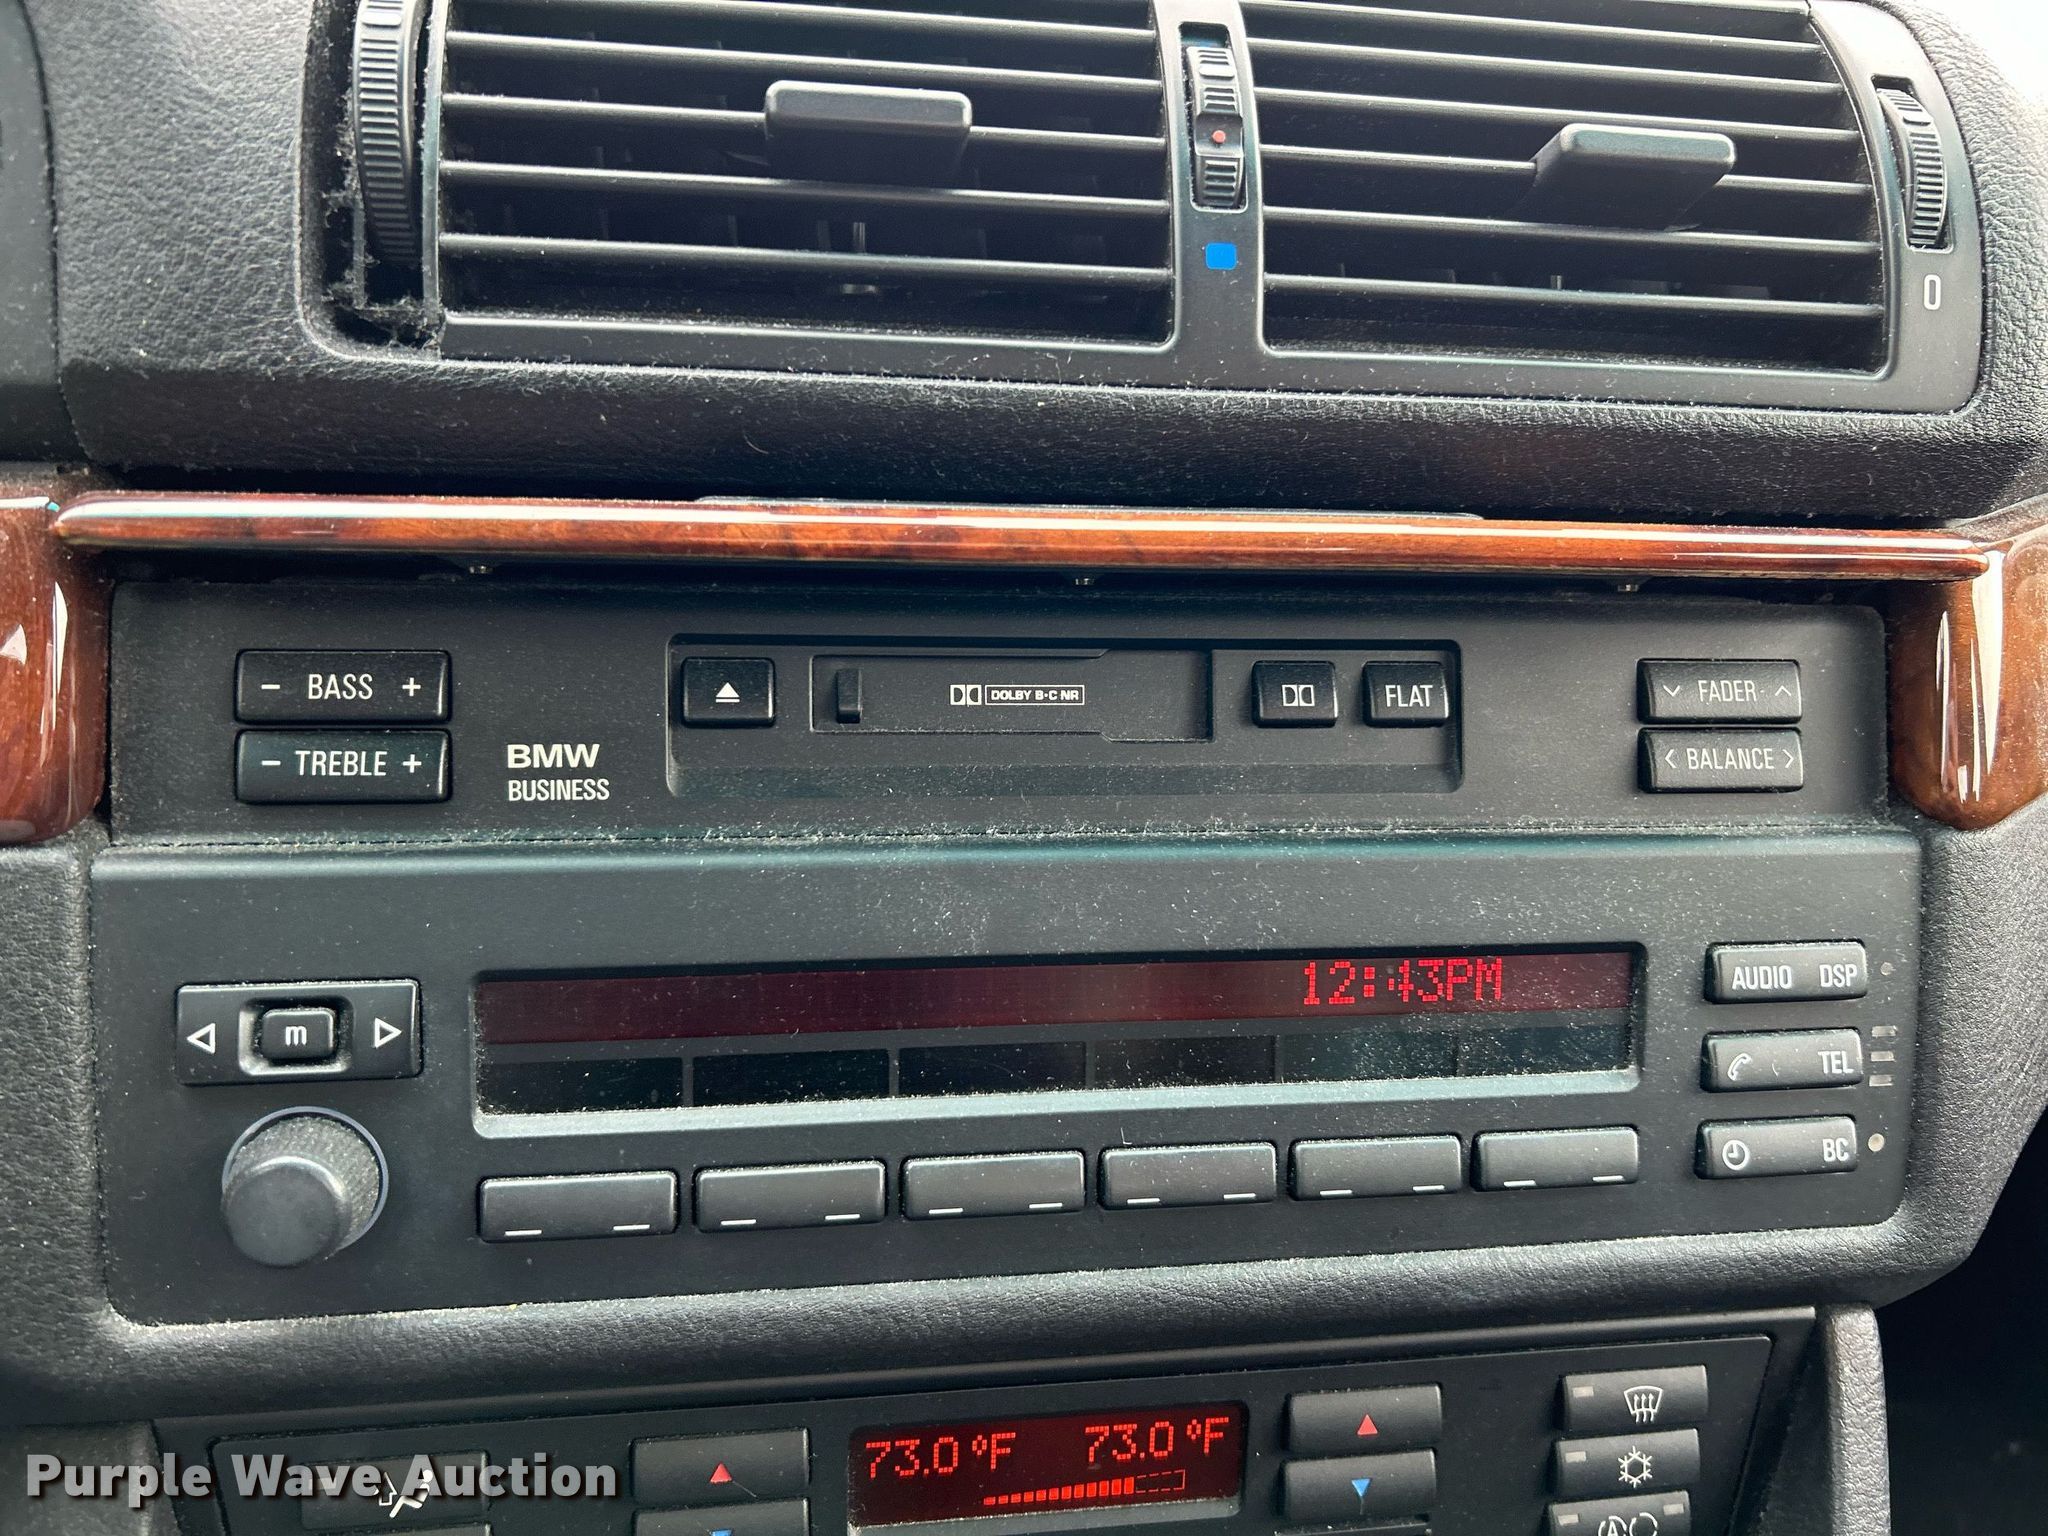 0
- BASS +
DOLBY B·C NR
FLAT
FADER
- TREBLE +
BMW
BUSINESS
< BALANCE >
12:43PM
AUDIO DSP
m
TEL
BC
73.0 °F 73.0 °F
Purple Wave Auction